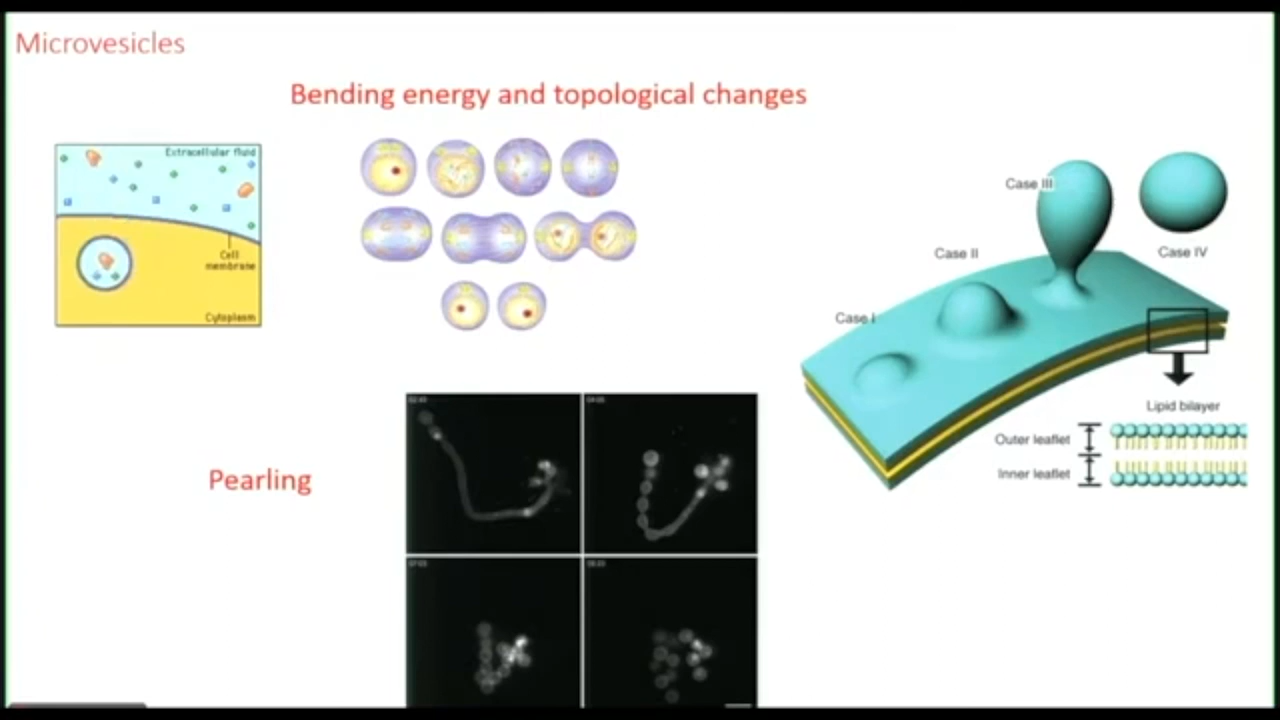 Microvesicles
Bending energy and topological changes
Extracellular fluid
Cell
membrane
Cytoplasm
Case III
Case IV
Case II
Case I
Lipid bilayer
Outer leaflet
Inner leaflet
Pearling